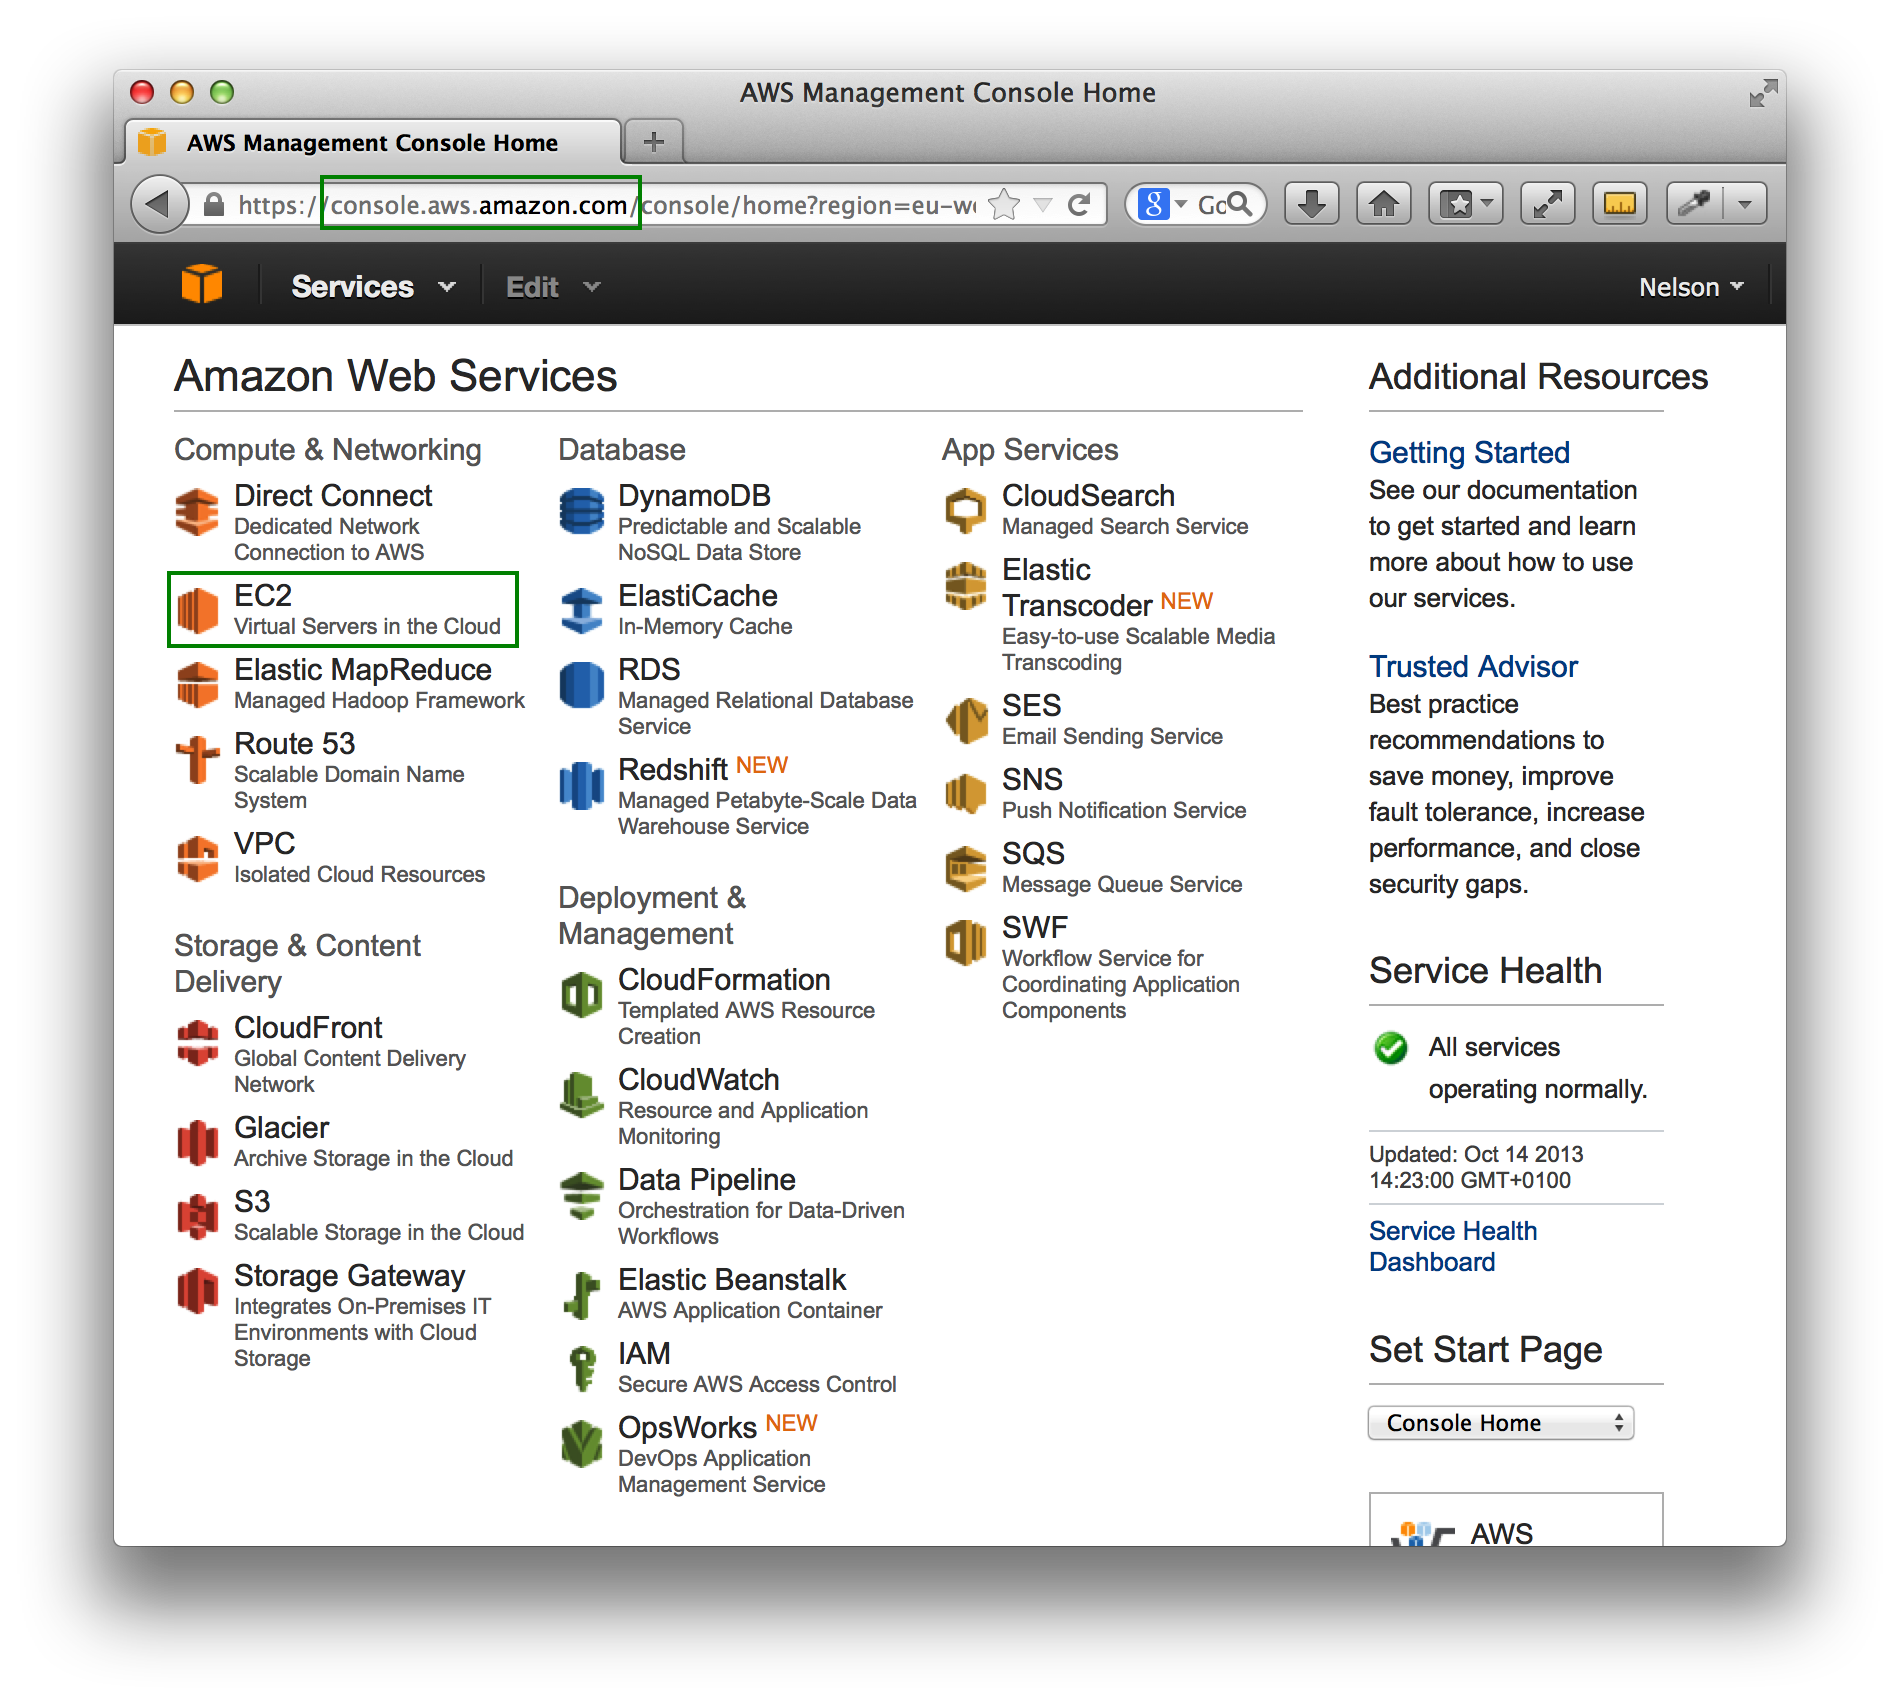 AWS Management Console Home
AWS Management Console Home
https://console.aws.amazon.com/console/home?region=eu-we
Go
Services
Edit
Nelson
Amazon Web Services
Compute & Networking
Direct Connect
Dedicated Network
Connection to AWS
EC2
Virtual Servers in the Cloud
Elastic MapReduce
Managed Hadoop Framework
Route 53
Scalable Domain Name
System
VPC
Isolated Cloud Resources
Storage & Content
Delivery
CloudFront
Global Content Delivery
Network
Glacier
Archive Storage in the Cloud
S3
Scalable Storage in the Cloud
Storage Gateway
Integrates On-Premises IT
Environments with Cloud
Storage
Database
DynamoDB
Predictable and Scalable
NoSQL Data Store
ElastiCache
In-Memory Cache
RDS
Managed Relational Database
Service
Redshift NEW
Managed Petabyte-Scale Data
Warehouse Service
Deployment &
Management
CloudFormation
Templated AWS Resource
Creation
CloudWatch
Resource and Application
Monitoring
Data Pipeline
Orchestration for Data-Driven
Workflows
Elastic Beanstalk
AWS Application Container
IAM
Secure AWS Access Control
OpsWorks NEW
DevOps Application
Management Service
App Services
CloudSearch
Managed Search Service
Elastic
Transcoder NEW
Easy-to-use Scalable Media
Transcoding
SES
Email Sending Service
SNS
Push Notification Service
SQS
Message Queue Service
SWF
Workflow Service for
Coordinating Application
Components
Additional Resources
Getting Started
See our documentation
to get started and learn
more about how to use
our services.
Trusted Advisor
Best practice
recommendations to
save money, improve
fault tolerance, increase
performance, and close
security gaps.
Service Health
All services
operating normally.
Updated: Oct 14 2013
14:23:00 GMT+0100
Service Health
Dashboard
Set Start Page
Console Home
AWS